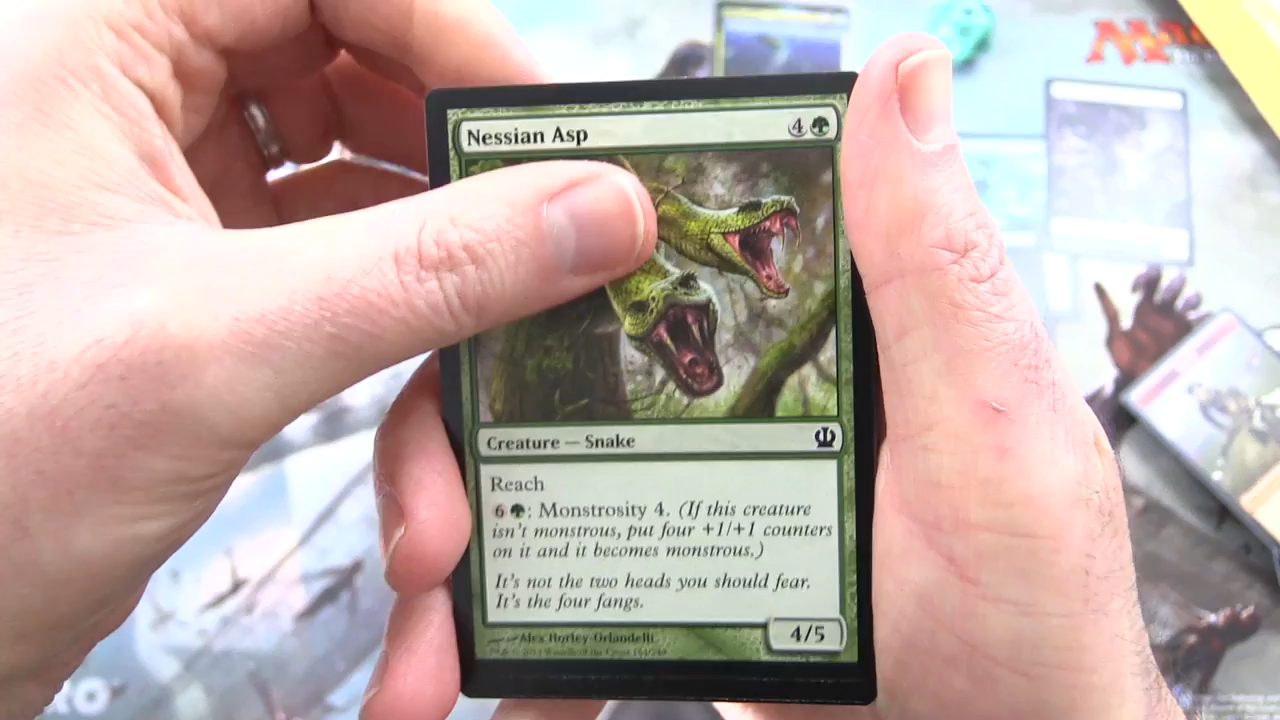 Nessian Asp 4
Creature — Snake
Reach
6 : Monstrosity 4. (If this creature
isn't monstrous, put four +1/+1 counters
on it and it becomes monstrous.)
It's not the two heads you should fear.
It's the four fangs.
4/5
Alex Horley-Orlandelli